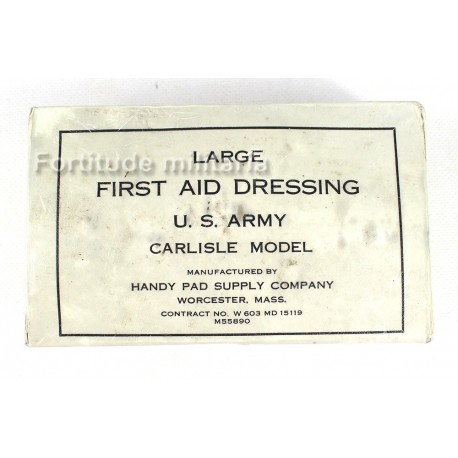 Fortitude militaria
LARGE
FIRST AID DRESSING
U. S. ARMY
CARLISLE MODEL
MANUFACTURED BY
HANDY PAD SUPPLY COMPANY
WORCESTER, MASS.
CONTRACT NO. W 603 MD 15119
M55890